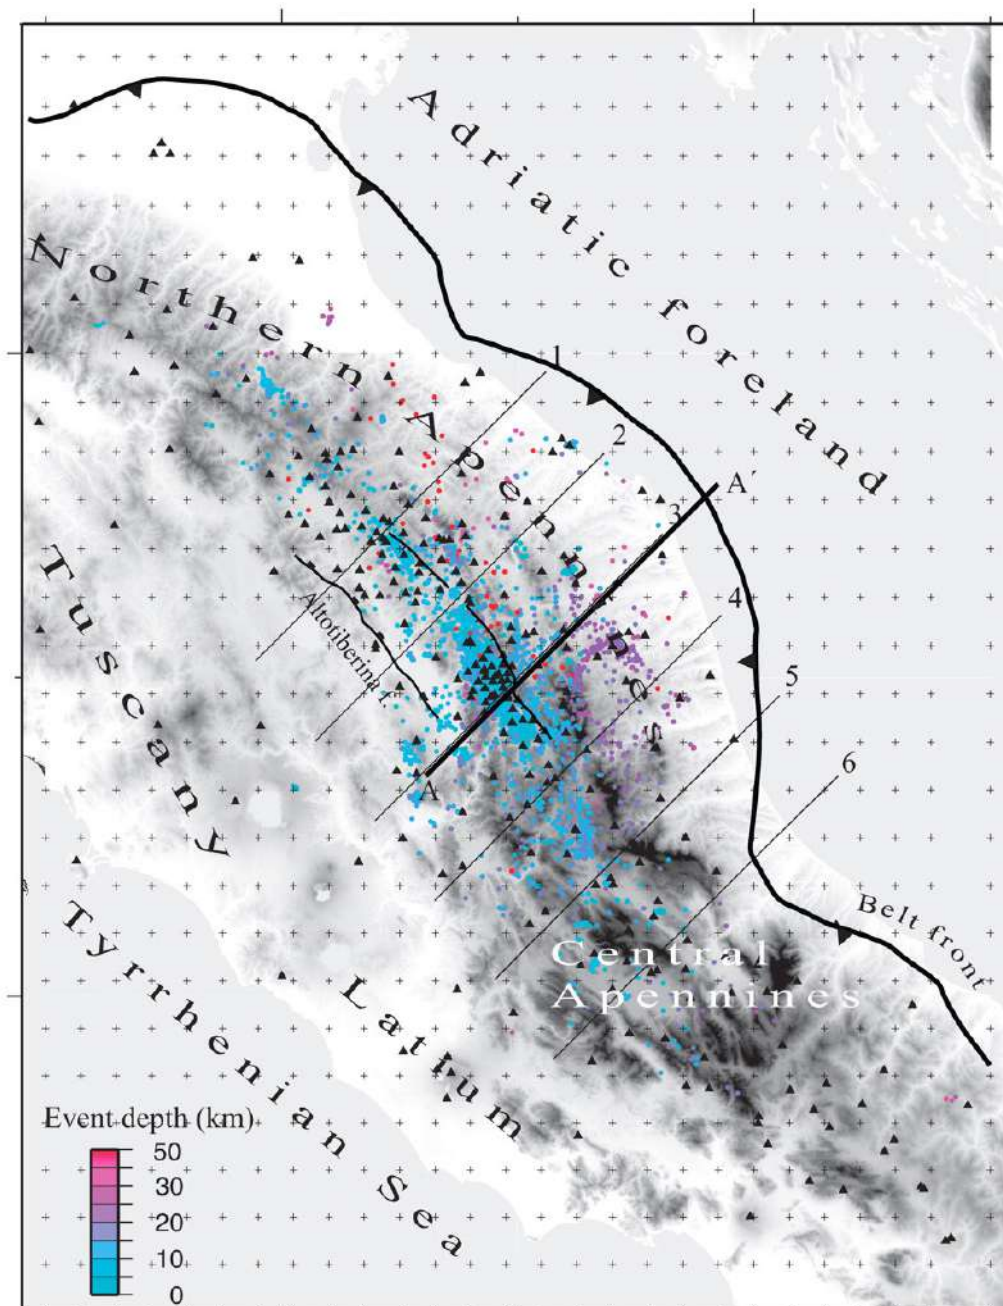 Adriatic foreland
Northern Apennines
1
2
A'
3
4
Altotiberina F.
5
Tuscany
6
A
Belt front
Central
Apennines
Latium
Tyrrhenian Sea
Event depth (km)
50
30
20
10
0